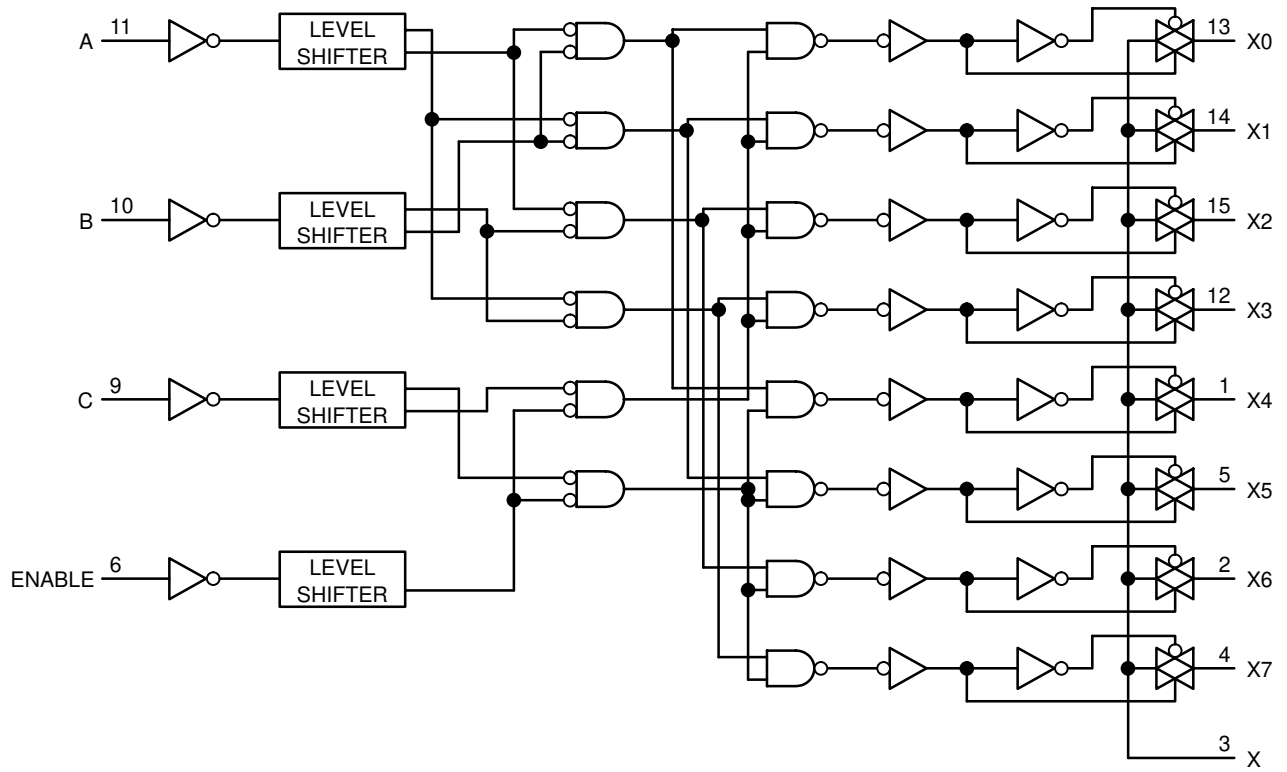 A 11 LEVEL SHIFTER 13 X0
14 X1
B 10 LEVEL SHIFTER 15 X2
12 X3
C 9 LEVEL SHIFTER 1 X4
5 X5
ENABLE 6 LEVEL SHIFTER 2 X6
4 X7
3 X